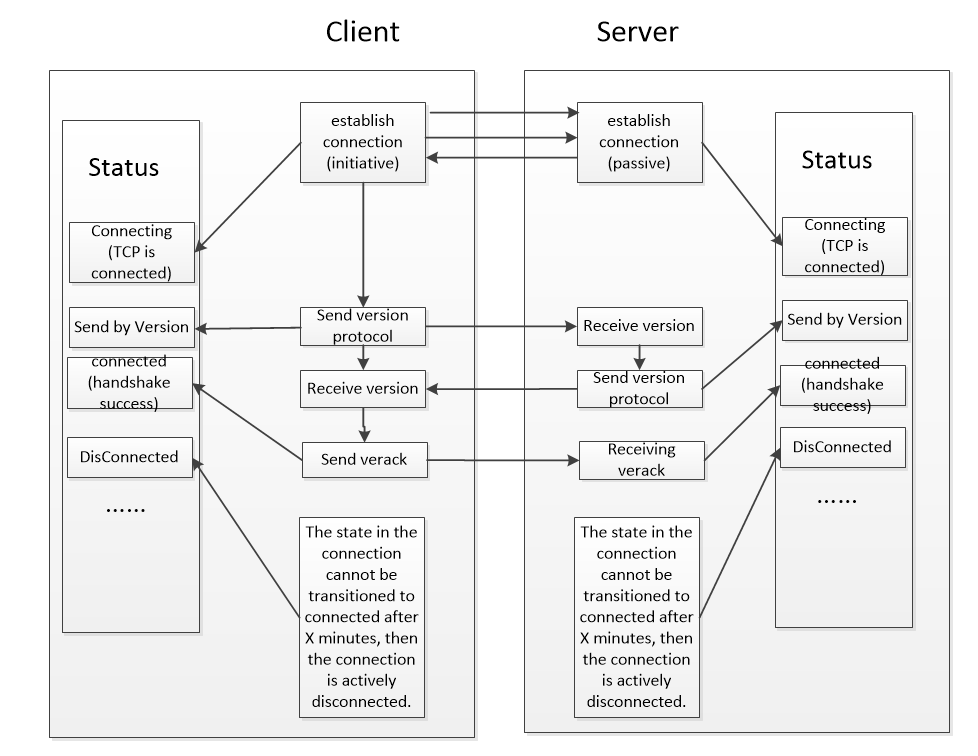 Client
Server
establish
connection
(initiative)
establish
connection
(passive)
Status
Status
Connecting
(TCP is
connected)
Connecting
(TCP is
connected)
Send by Version
Send version
protocol
Receive version
Send by Version
connected
(handshake
success)
Receive version
Send version
protocol
connected
(handshake
success)
DisConnected
Send verack
Receiving
verack
DisConnected
……
……
The state in the
connection
cannot be
transitioned to
connected after
X minutes, then
the connection
is actively
disconnected.
The state in the
connection
cannot be
transitioned to
connected after
X minutes, then
the connection
is actively
disconnected.